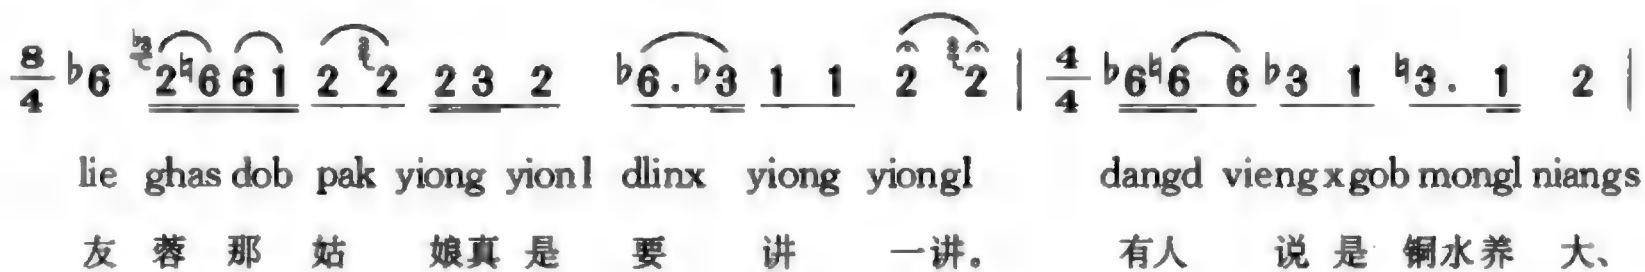 8/4 ♭6 2♮6 6 1 2 2 2 3 2 ♭6. ♭3 1 1 2 2 | 4/4 ♭6♮6 6 ♭3 1 ♮3. 1 2 |
lie ghas dob pak yiong yionl dlinx yiong yiongl dangd viengx gob mongl niangs
友 蓉 那 姑 娘真 是 要 讲 一讲。 有人 说 是 铜水养 大、